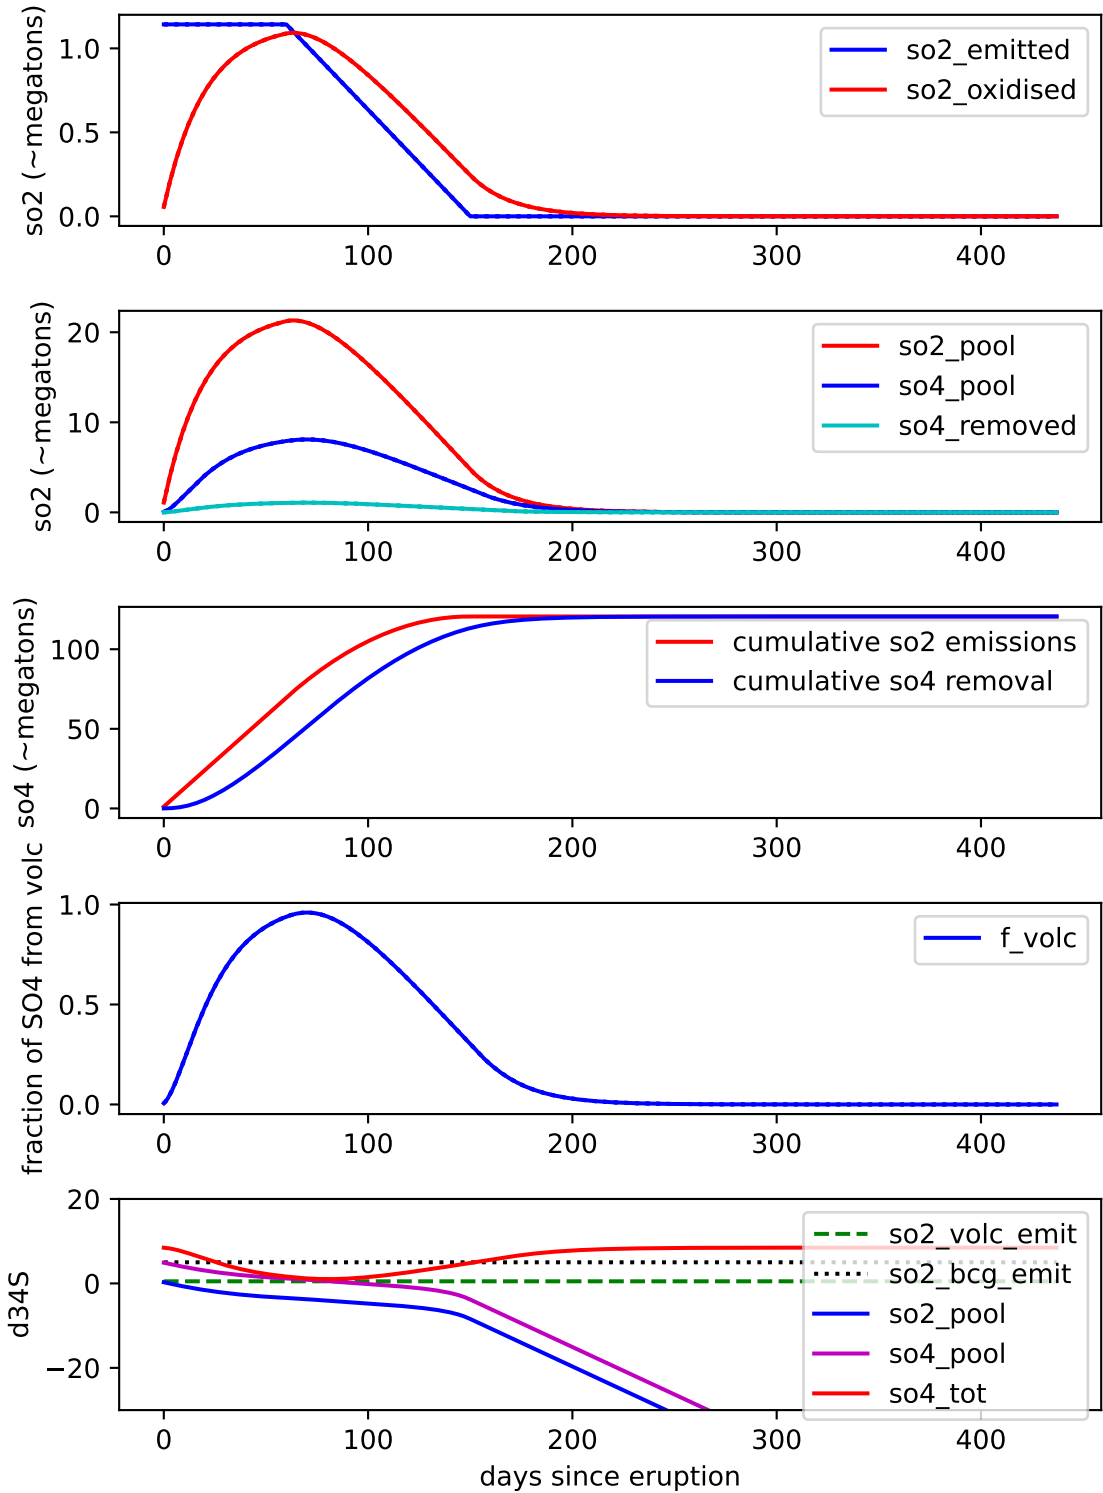 so2 (~megatons)
1.0
0.5
0.0
so2_emitted
so2_oxidised
0 100 200 300 400
so2 (~megatons)
20
10
0
so2_pool
so4_pool
so4_removed
0 100 200 300 400
so4 (~megatons)
100
50
0
cumulative so2 emissions
cumulative so4 removal
0 100 200 300 400
fraction of SO4 from volc
1.0
0.5
0.0
f_volc
0 100 200 300 400
d34S
20
0
−20
so2_volc_emit
so2_bcg_emit
so2_pool
so4_pool
so4_tot
0 100 200 300 400
days since eruption